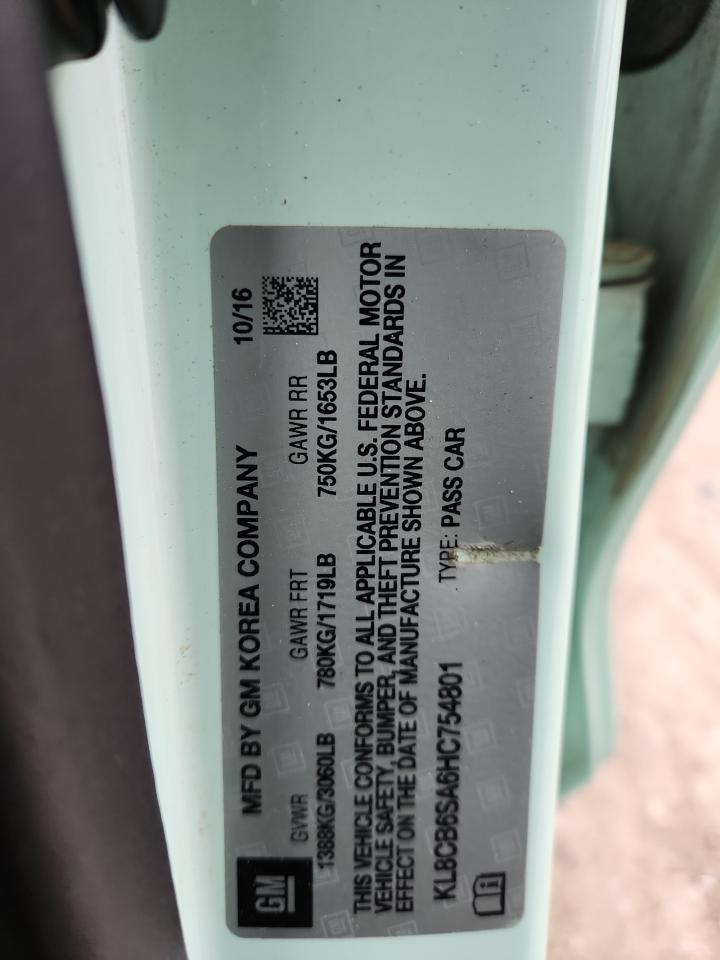 GM
MFD BY GM KOREA COMPANY 10/16
GVWR GAWR FRT GAWR RR
1388KG/3060LB 780KG/1719LB 750KG/1653LB
THIS VEHICLE CONFORMS TO ALL APPLICABLE U.S. FEDERAL MOTOR
VEHICLE SAFETY, BUMPER, AND THEFT PREVENTION STANDARDS IN
EFFECT ON THE DATE OF MANUFACTURE SHOWN ABOVE.
KL8CB6SA6HC754801 TYPE: PASS CAR